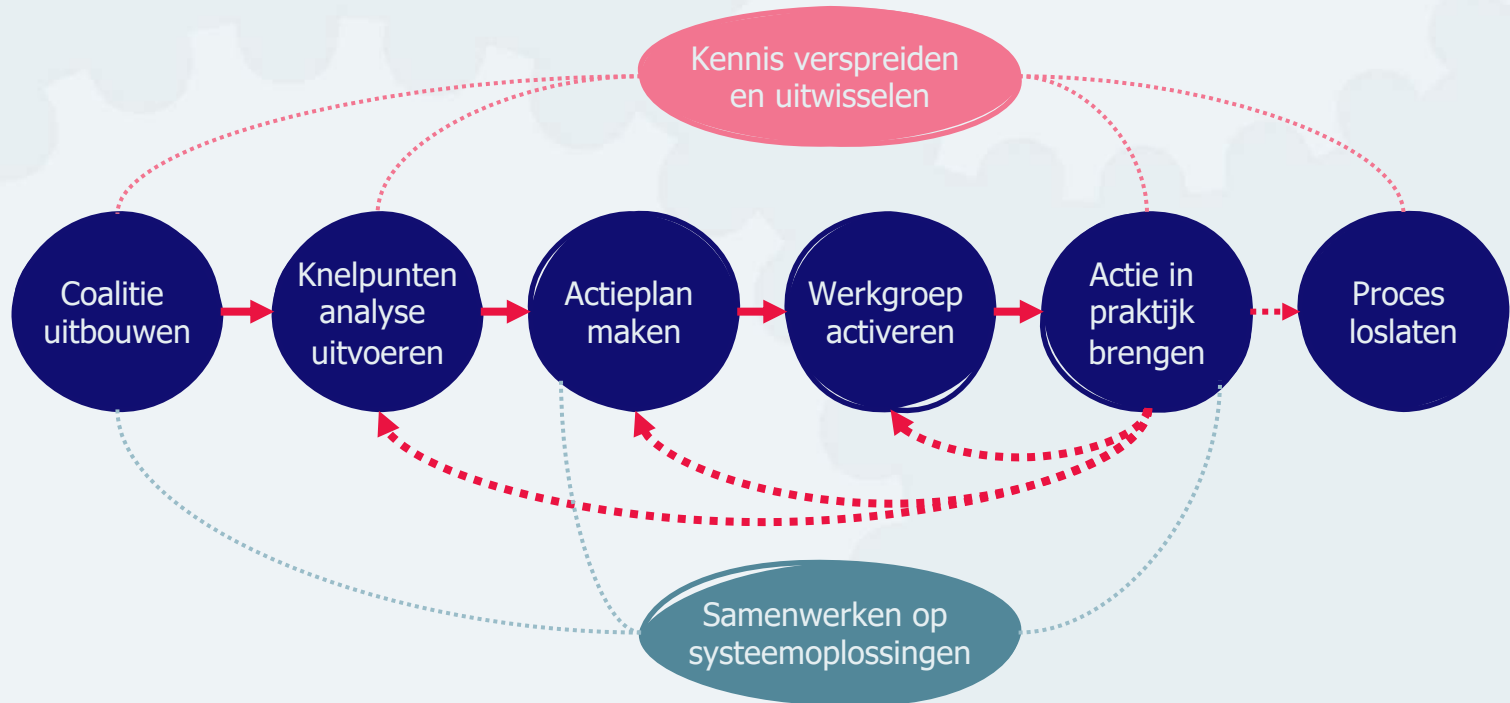 Kennis verspreiden
en uitwisselen
Coalitie
uitbouwen
Knelpunten
analyse
uitvoeren
Actieplan
maken
Werkgroep
activeren
Actie in
praktijk
brengen
Proces
loslaten
Samenwerken op
systeemoplossingen